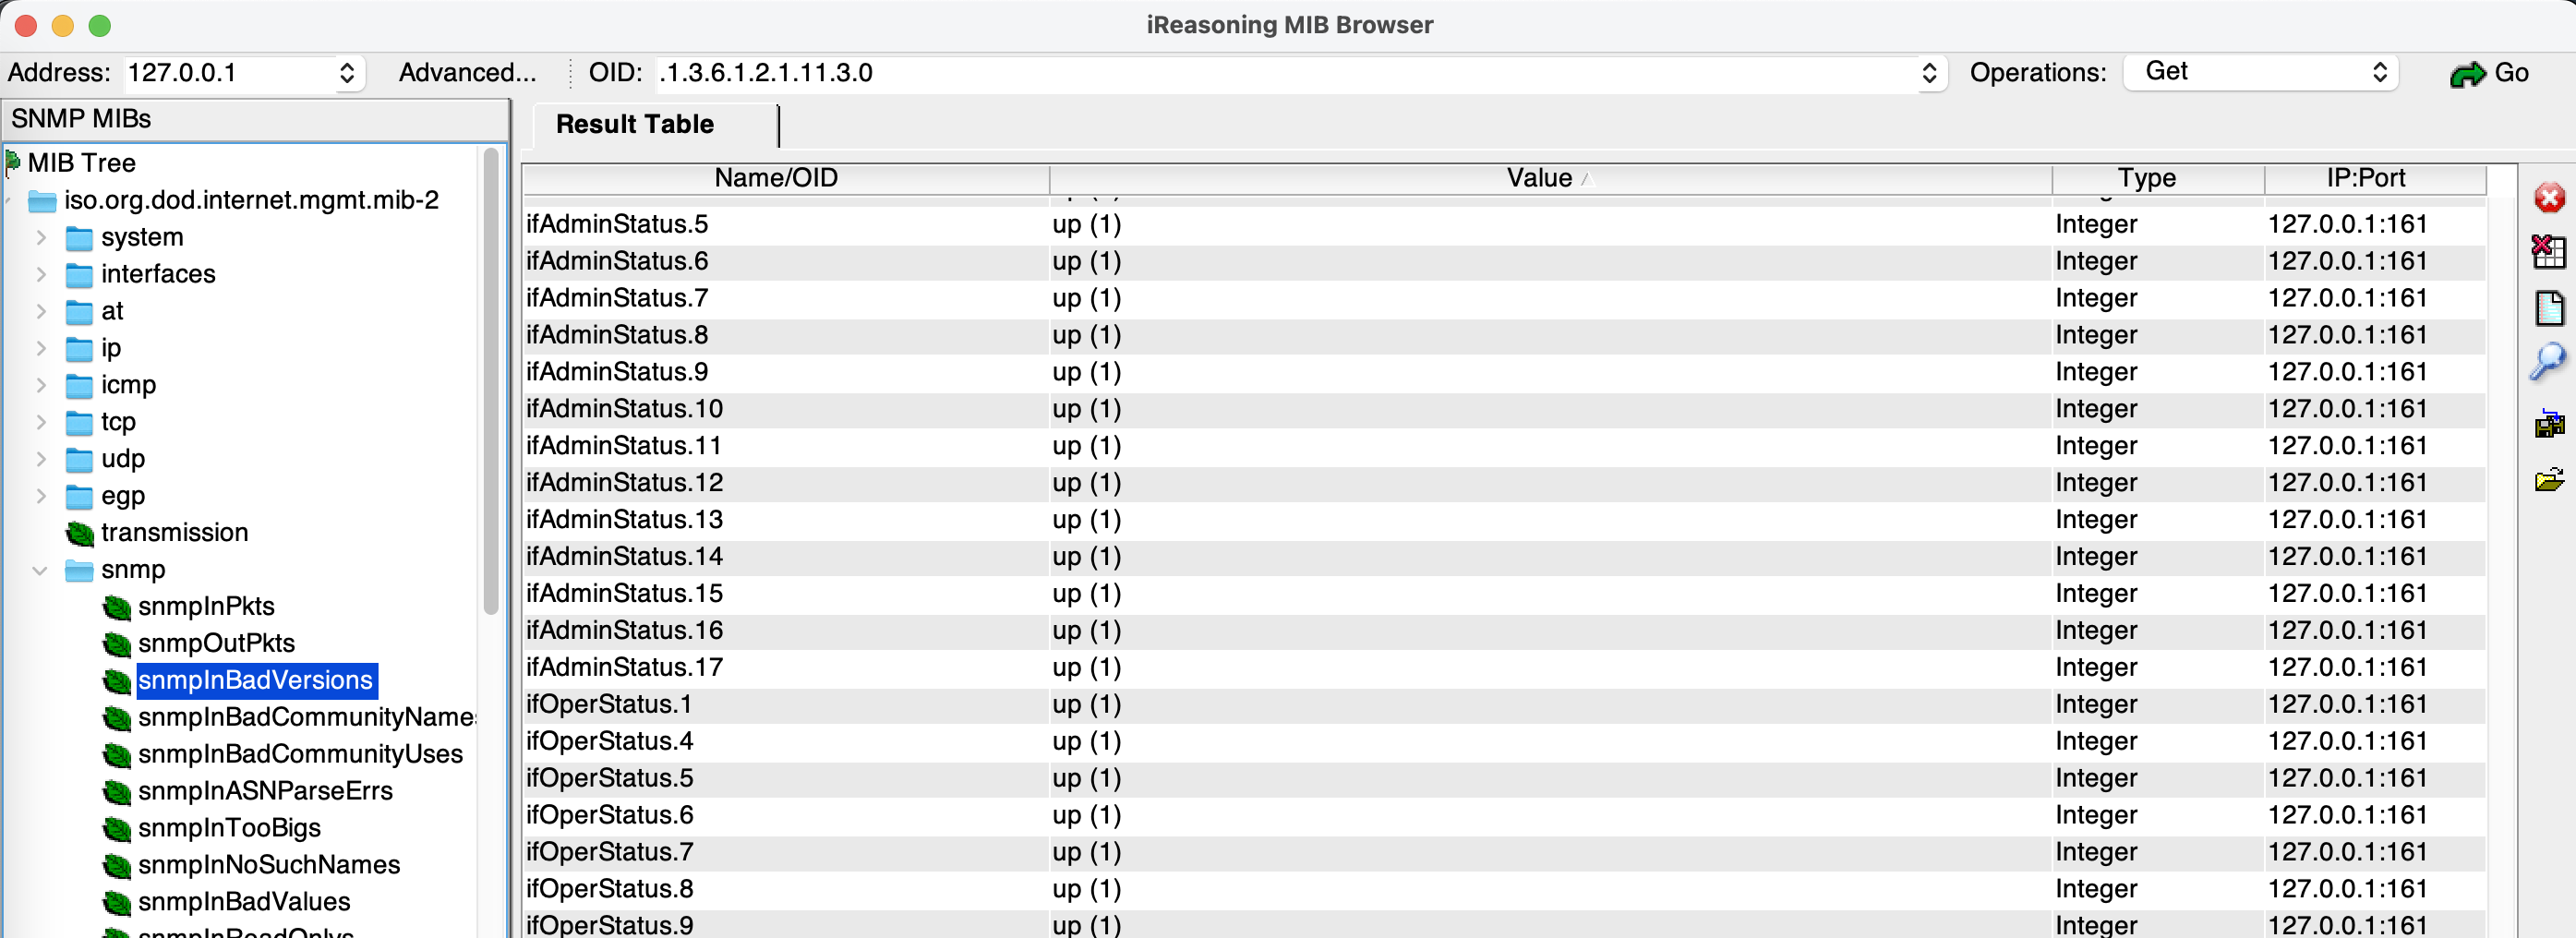 iReasoning MIB Browser
Address: 127.0.0.1 Advanced... OID: .1.3.6.1.2.1.11.3.0 Operations: Get Go
SNMP MIBs
MIB Tree
iso.org.dod.internet.mgmt.mib-2
system
interfaces
at
ip
icmp
tcp
udp
egp
transmission
snmp
snmpInPkts
snmpOutPkts
snmpInBadVersions
snmpInBadCommunityNames
snmpInBadCommunityUses
snmpInASNParseErrs
snmpInTooBigs
snmpInNoSuchNames
snmpInBadValues
snmpInReadOnlys
Result Table
Name/OID Value Type IP:Port
ifAdminStatus.5 up (1) Integer 127.0.0.1:161
ifAdminStatus.6 up (1) Integer 127.0.0.1:161
ifAdminStatus.7 up (1) Integer 127.0.0.1:161
ifAdminStatus.8 up (1) Integer 127.0.0.1:161
ifAdminStatus.9 up (1) Integer 127.0.0.1:161
ifAdminStatus.10 up (1) Integer 127.0.0.1:161
ifAdminStatus.11 up (1) Integer 127.0.0.1:161
ifAdminStatus.12 up (1) Integer 127.0.0.1:161
ifAdminStatus.13 up (1) Integer 127.0.0.1:161
ifAdminStatus.14 up (1) Integer 127.0.0.1:161
ifAdminStatus.15 up (1) Integer 127.0.0.1:161
ifAdminStatus.16 up (1) Integer 127.0.0.1:161
ifAdminStatus.17 up (1) Integer 127.0.0.1:161
ifOperStatus.1 up (1) Integer 127.0.0.1:161
ifOperStatus.4 up (1) Integer 127.0.0.1:161
ifOperStatus.5 up (1) Integer 127.0.0.1:161
ifOperStatus.6 up (1) Integer 127.0.0.1:161
ifOperStatus.7 up (1) Integer 127.0.0.1:161
ifOperStatus.8 up (1) Integer 127.0.0.1:161
ifOperStatus.9 up (1) Integer 127.0.0.1:161